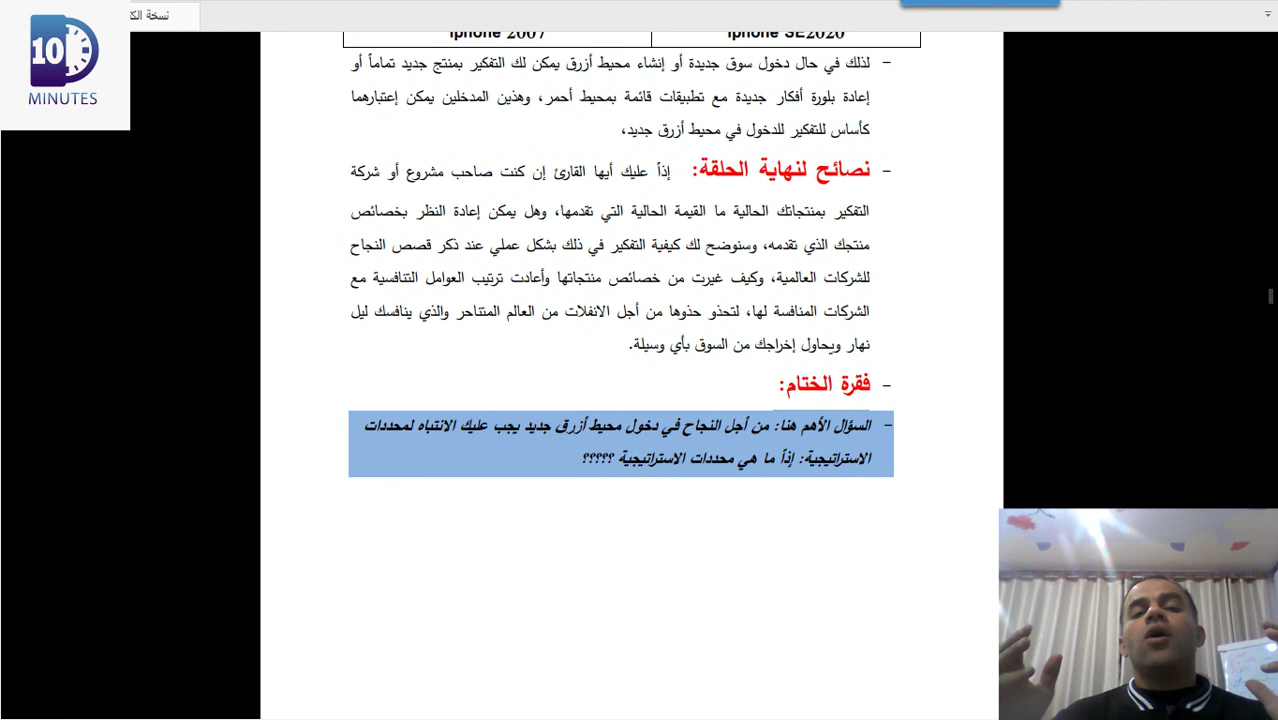 نسخة الكتا
10
MINUTES
Iphone 2007
Iphone SE2020
- لذلك في حال دخول سوق جديدة أو إنشاء محيط أزرق يمكن لك التفكير بمنتج جديد تماماً أو
إعادة بلورة أفكار جديدة مع تطبيقات قائمة بمحيط أحمر، وهذين المدخلين يمكن إعتبارهما
كأساس للتفكير للدخول في محيط أزرق جديد،
- نصائح لنهاية الحلقة: إذاً عليك أيها القارئ إن كنت صاحب مشروع أو شركة
التفكير بمنتجاتك الحالية ما القيمة الحالية التي تقدمها، وهل يمكن إعادة النظر بخصائص
منتجك الذي تقدمه، وسنوضح لك كيفية التفكير في ذلك بشكل عملي عند ذكر قصص النجاح
للشركات العالمية، وكيف غيرت من خصائص منتجاتها وأعادت ترتيب العوامل التنافسية مع
الشركات المنافسة لها، لتحذو حذوها من أجل الانفلات من العالم المتناحر والذي ينافسك ليل
نهار ويحاول إخراجك من السوق بأي وسيلة.
- فقرة الختام:
- السؤال الأهم هنا: من أجل النجاح في دخول محيط أزرق جديد يجب عليك الانتباه لمحددات
الاستراتيجية: إذاً ما هي محددات الاستراتيجية ؟؟؟؟؟